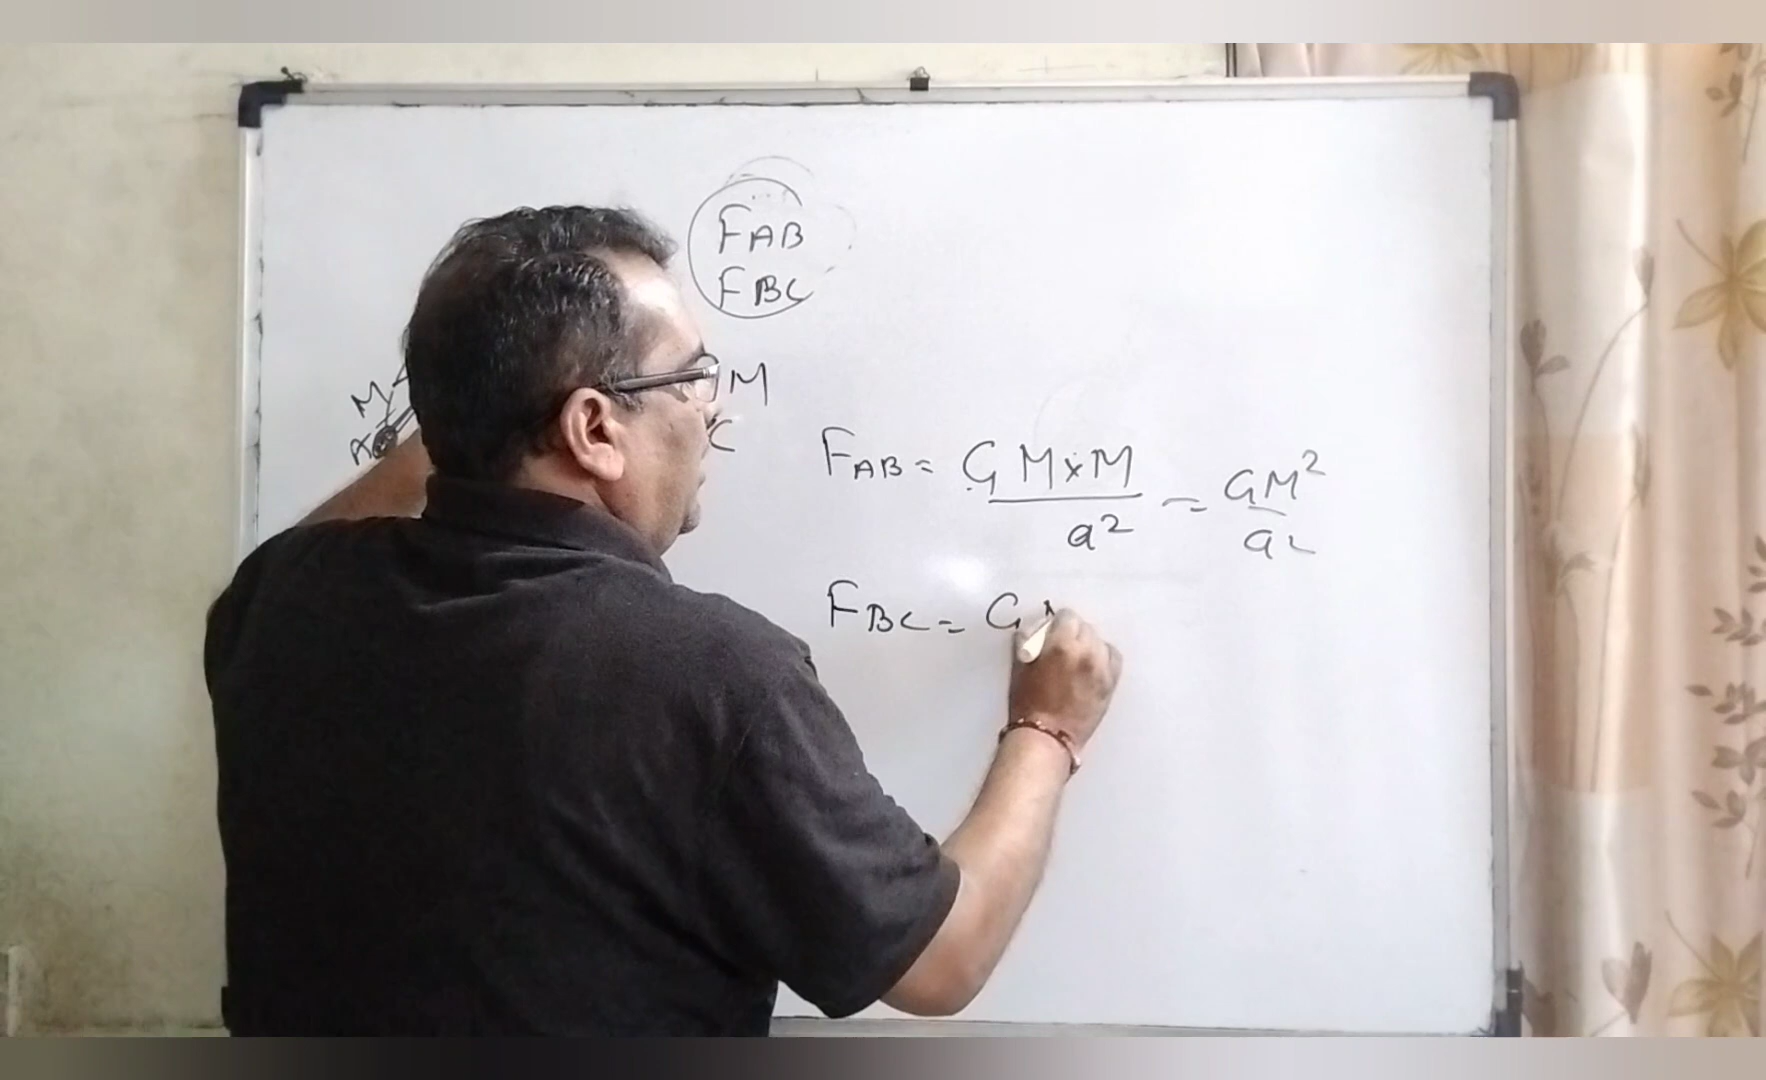 FAB
FBC
M
M
A
C
FAB = G M×M / a² = GM² / a²
FBC = G